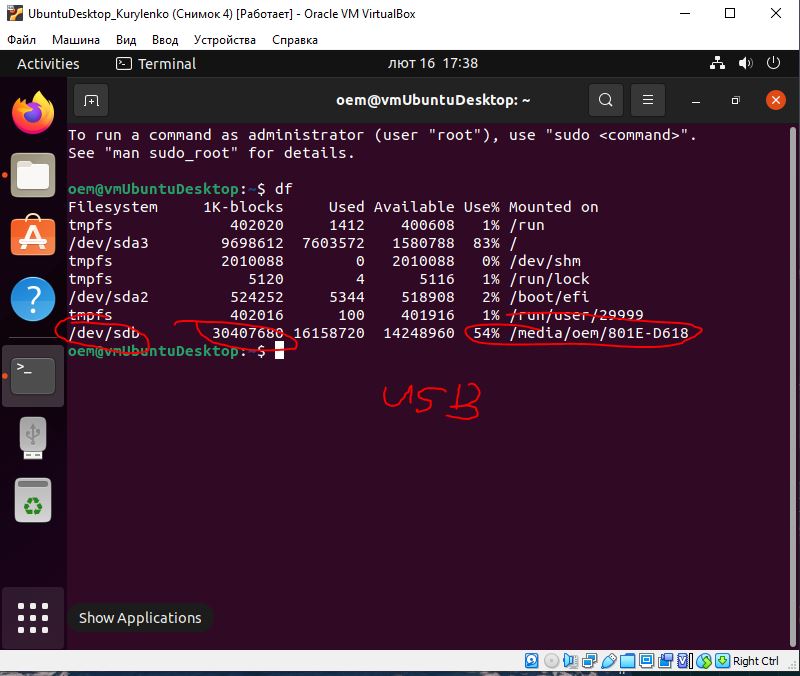 UbuntuDesktop_Kurylenko (Снимок 4) [Работает] - Oracle VM VirtualBox
Файл Машина Вид Ввод Устройства Справка
Activities Terminal лют 16 17:38
oem@vmUbuntuDesktop: ~
To run a command as administrator (user "root"), use "sudo <command>".
See "man sudo_root" for details.
oem@vmUbuntuDesktop:~$ df
Filesystem 1K-blocks Used Available Use% Mounted on
tmpfs 402020 1412 400608 1% /run
/dev/sda3 9698612 7603572 1580788 83% /
tmpfs 2010088 0 2010088 0% /dev/shm
tmpfs 5120 4 5116 1% /run/lock
/dev/sda2 524252 5344 518908 2% /boot/efi
tmpfs 402016 100 401916 1% /run/user/29999
/dev/sdb 30407680 16158720 14248960 54% /media/oem/801E-D618
oem@vmUbuntuDesktop:~$
USB
Show Applications
Right Ctrl